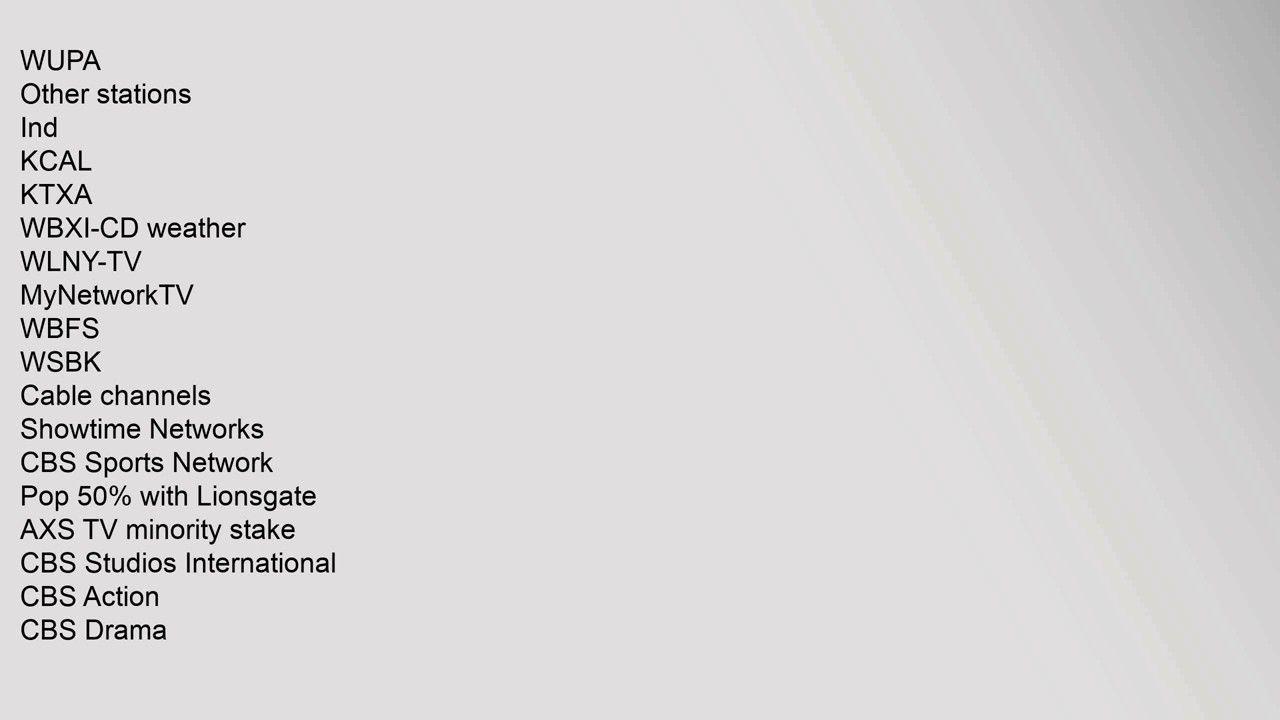 WUPA
Other stations
Ind
KCAL
KTXA
WBXI-CD weather
WLNY-TV
MyNetworkTV
WBFS
WSBK
Cable channels
Showtime Networks
CBS Sports Network
Pop 50% with Lionsgate
AXS TV minority stake
CBS Studios International
CBS Action
CBS Drama